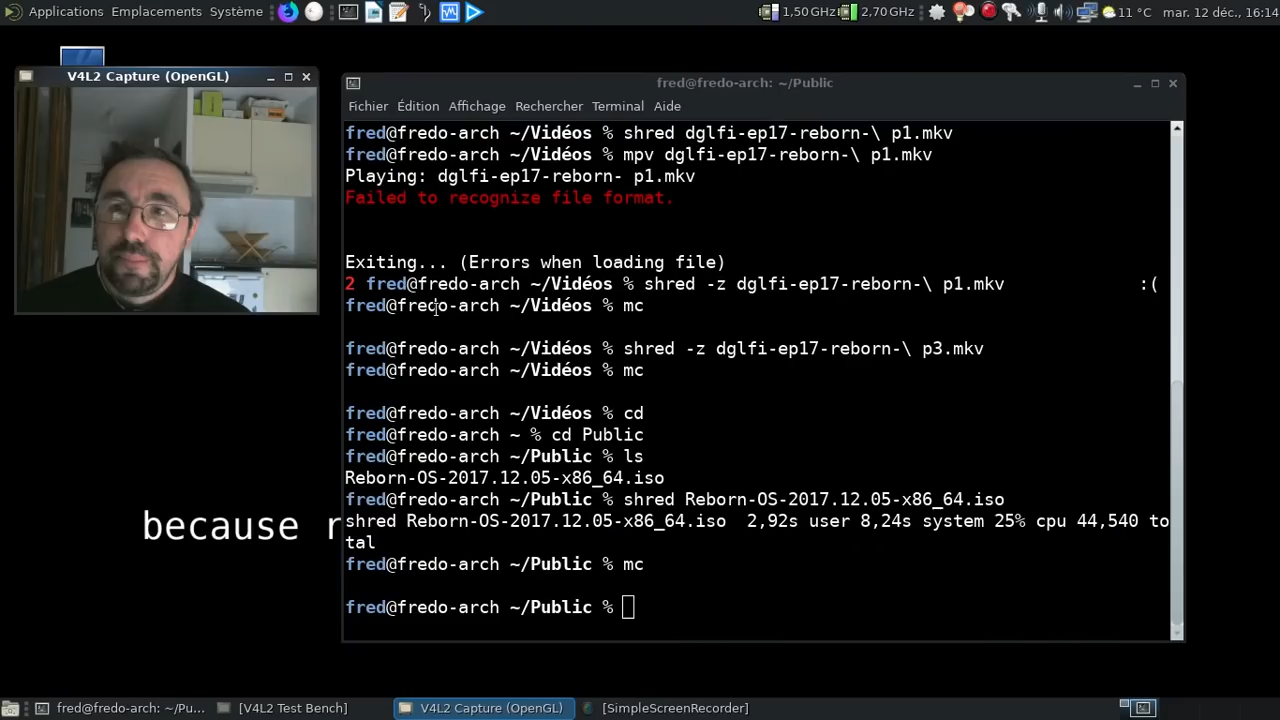 Applications Emplacements Système 1,50 GHz 2,70 GHz 11 °C mar. 12 déc., 16:14
V4L2 Capture (OpenGL)
fred@fredo-arch: ~/Public
Fichier Édition Affichage Rechercher Terminal Aide
fred@fredo-arch ~/Vidéos % shred dglfi-ep17-reborn-\ p1.mkv
fred@fredo-arch ~/Vidéos % mpv dglfi-ep17-reborn-\ p1.mkv
Playing: dglfi-ep17-reborn- p1.mkv
Failed to recognize file format.
Exiting... (Errors when loading file)
2 fred@fredo-arch ~/Vidéos % shred -z dglfi-ep17-reborn-\ p1.mkv :(
fred@fredo-arch ~/Vidéos % mc
fred@fredo-arch ~/Vidéos % shred -z dglfi-ep17-reborn-\ p3.mkv
fred@fredo-arch ~/Vidéos % mc
fred@fredo-arch ~/Vidéos % cd
fred@fredo-arch ~ % cd Public
fred@fredo-arch ~/Public % ls
Reborn-OS-2017.12.05-x86_64.iso
fred@fredo-arch ~/Public % shred Reborn-OS-2017.12.05-x86_64.iso
shred Reborn-OS-2017.12.05-x86_64.iso  2,92s user 8,24s system 25% cpu 44,540 to
tal
fred@fredo-arch ~/Public % mc
fred@fredo-arch ~/Public %
because r
fred@fredo-arch: ~/Pu... [V4L2 Test Bench] V4L2 Capture (OpenGL) [SimpleScreenRecorder]